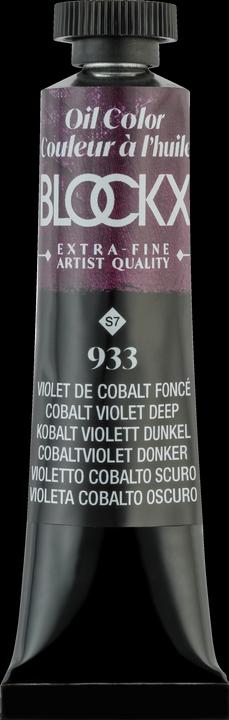 Oil Color
Couleur à l'huile
BLOCKX
EXTRA-FINE
ARTIST QUALITY
S7
933
VIOLET DE COBALT FONCÉ
COBALT VIOLET DEEP
KOBALT VIOLETT DUNKEL
COBALTVIOLET DONKER
VIOLETTO COBALTO SCURO
VIOLETA COBALTO OSCURO